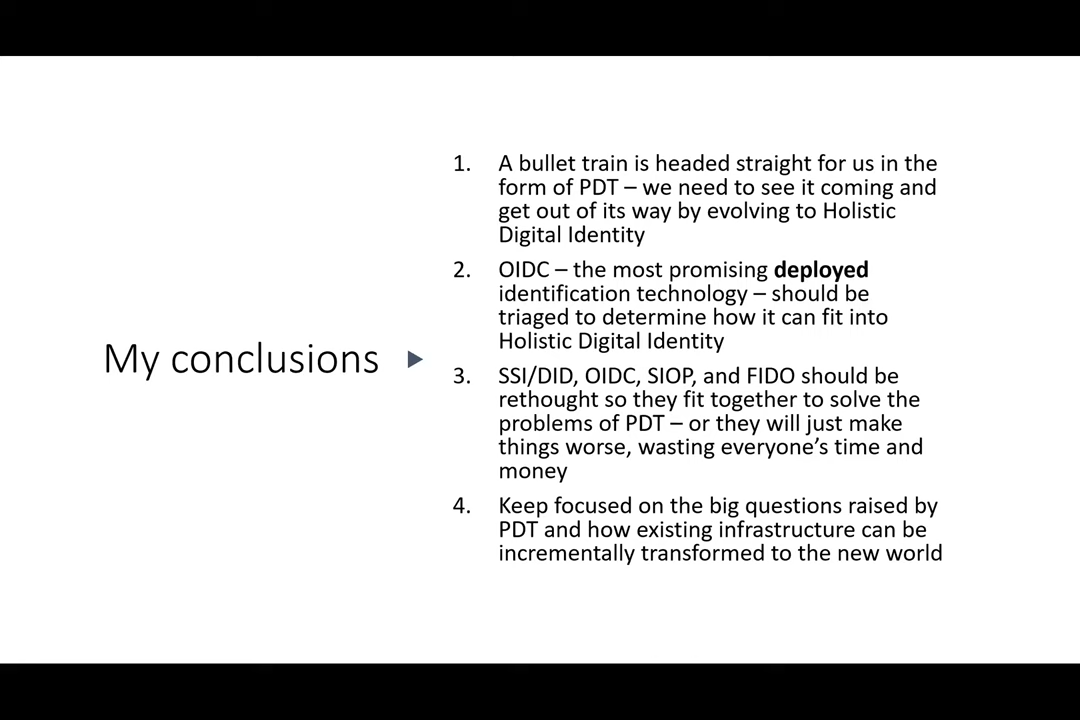 My conclusions
1. A bullet train is headed straight for us in the
form of PDT – we need to see it coming and
get out of its way by evolving to Holistic
Digital Identity
2. OIDC – the most promising deployed
identification technology – should be
triaged to determine how it can fit into
Holistic Digital Identity
3. SSI/DID, OIDC, SIOP, and FIDO should be
rethought so they fit together to solve the
problems of PDT – or they will just make
things worse, wasting everyone’s time and
money
4. Keep focused on the big questions raised by
PDT and how existing infrastructure can be
incrementally transformed to the new world